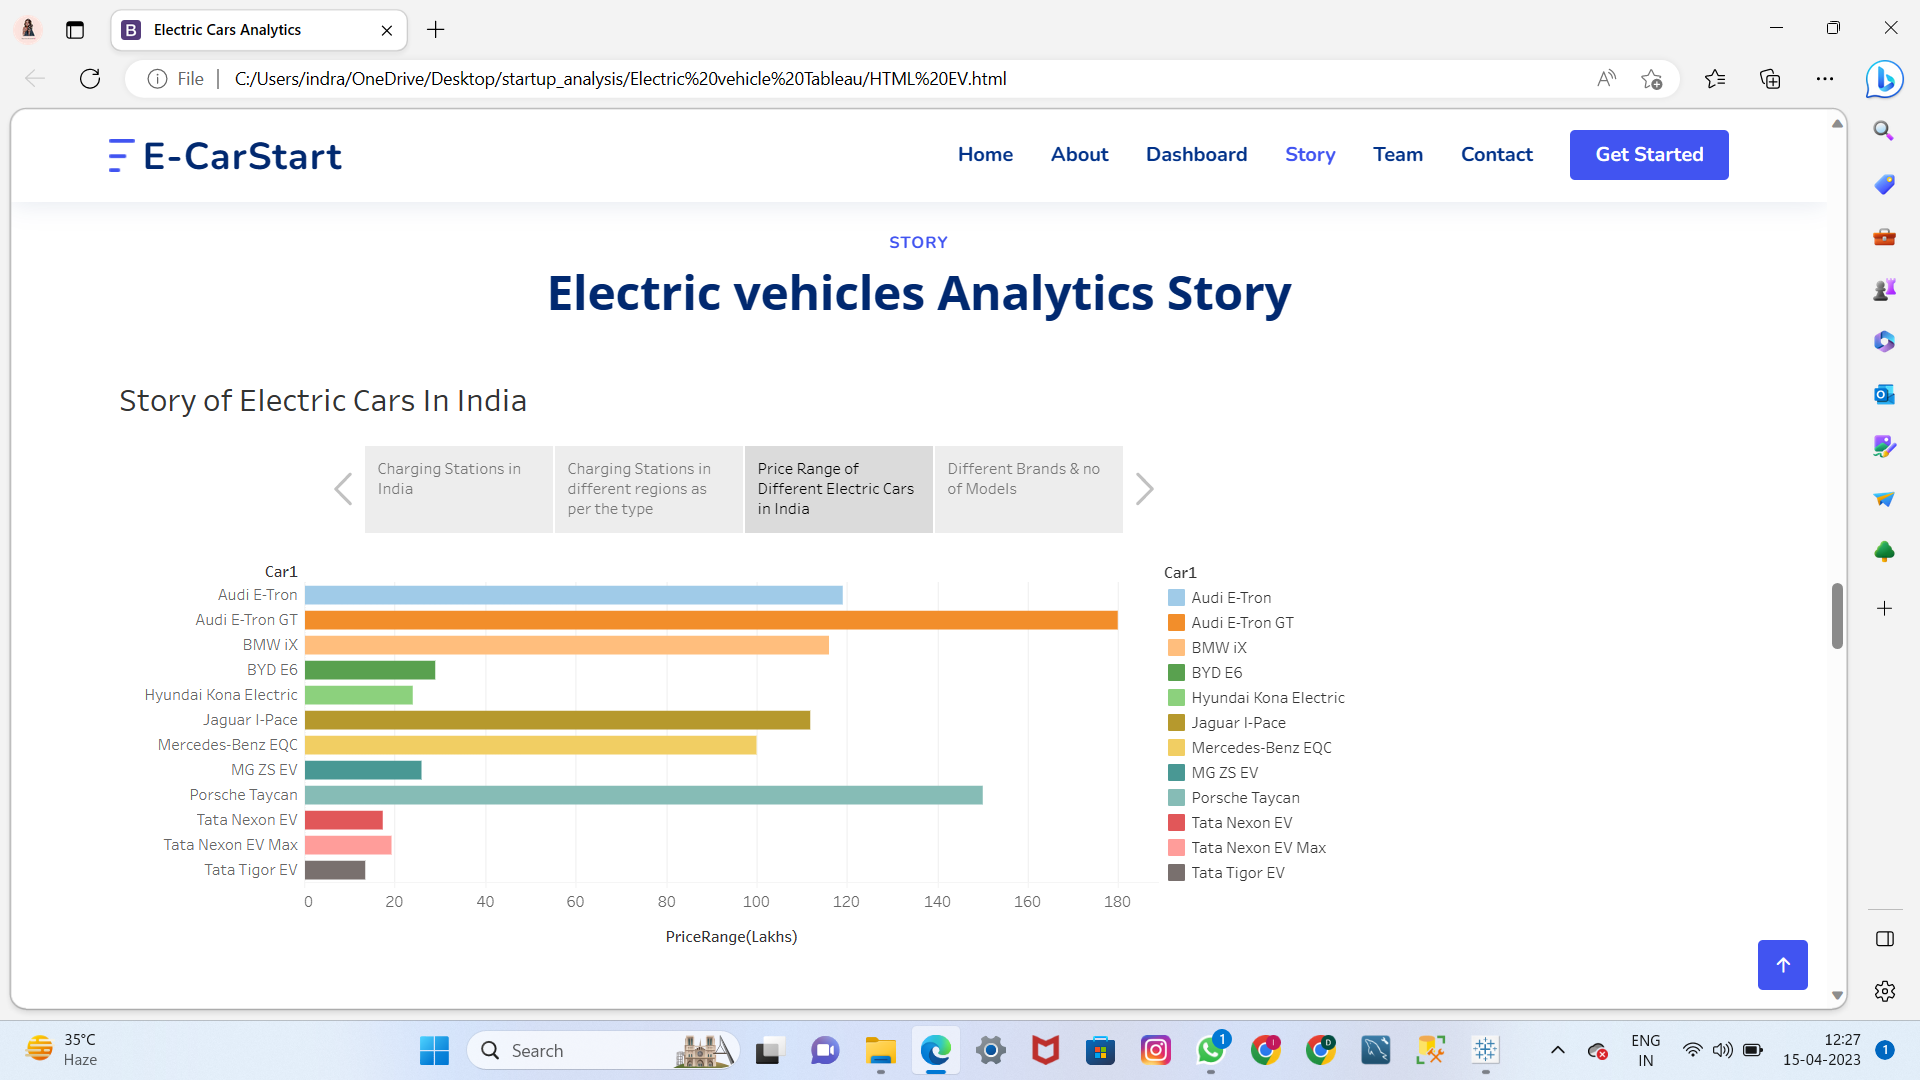 Electric Cars Analytics
File
C:/Users/indra/OneDrive/Desktop/startup_analysis/Electric%20vehicle%20Tableau/HTML%20EV.html
E-CarStart
Home About Dashboard Story Team Contact Get Started
STORY
Electric vehicles Analytics Story
Story of Electric Cars In India
Charging Stations in
India
Charging Stations in
different regions as
per the type
Price Range of
Different Electric Cars
in India
Different Brands & no
of Models
Car1
Audi E-Tron
Audi E-Tron GT
BMW iX
BYD E6
Hyundai Kona Electric
Jaguar I-Pace
Mercedes-Benz EQC
MG ZS EV
Porsche Taycan
Tata Nexon EV
Tata Nexon EV Max
Tata Tigor EV
0 20 40 60 80 100 120 140 160 180
PriceRange(Lakhs)
Car1
Audi E-Tron
Audi E-Tron GT
BMW iX
BYD E6
Hyundai Kona Electric
Jaguar I-Pace
Mercedes-Benz EQC
MG ZS EV
Porsche Taycan
Tata Nexon EV
Tata Nexon EV Max
Tata Tigor EV
35°C
Haze
Search
1
ENG
IN
12:27
15-04-2023
1